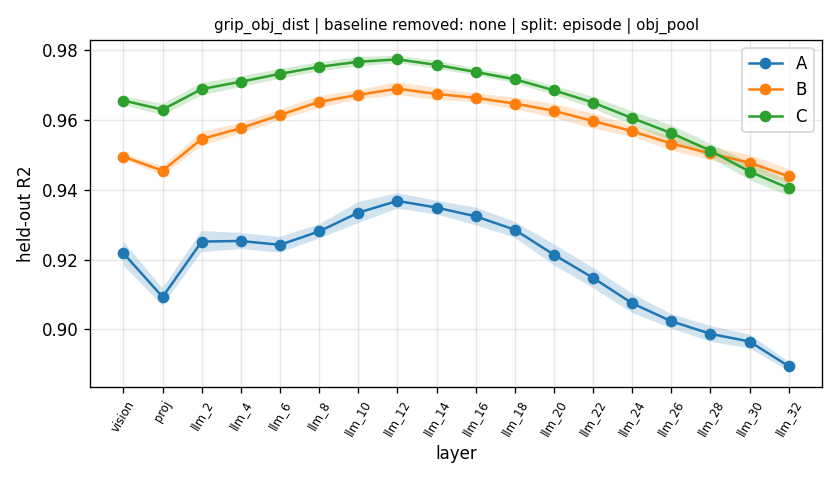 grip_obj_dist | baseline removed: none | split: episode | obj_pool
0.98
0.96
0.94
0.92
0.90
held-out R2
A
B
C
vision
proj
llm_2
llm_4
llm_6
llm_8
llm_10
llm_12
llm_14
llm_16
llm_18
llm_20
llm_22
llm_24
llm_26
llm_28
llm_30
llm_32
layer